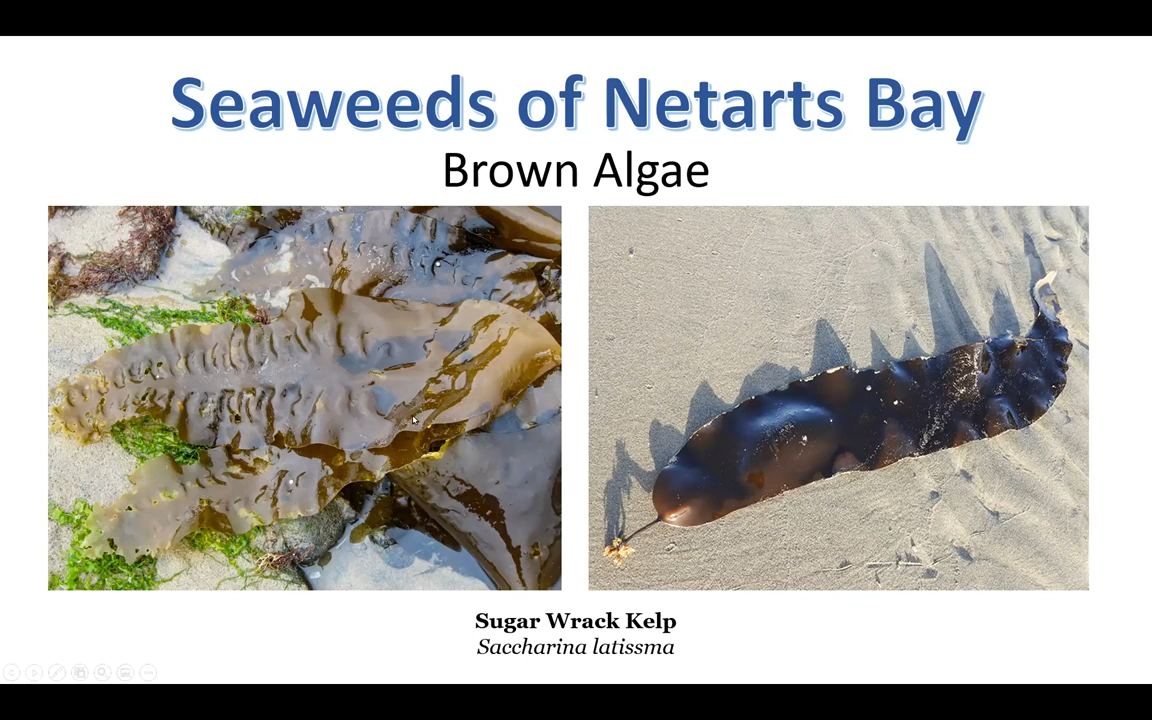 Seaweeds of Netarts Bay
Brown Algae
Sugar Wrack Kelp
Saccharina latissma